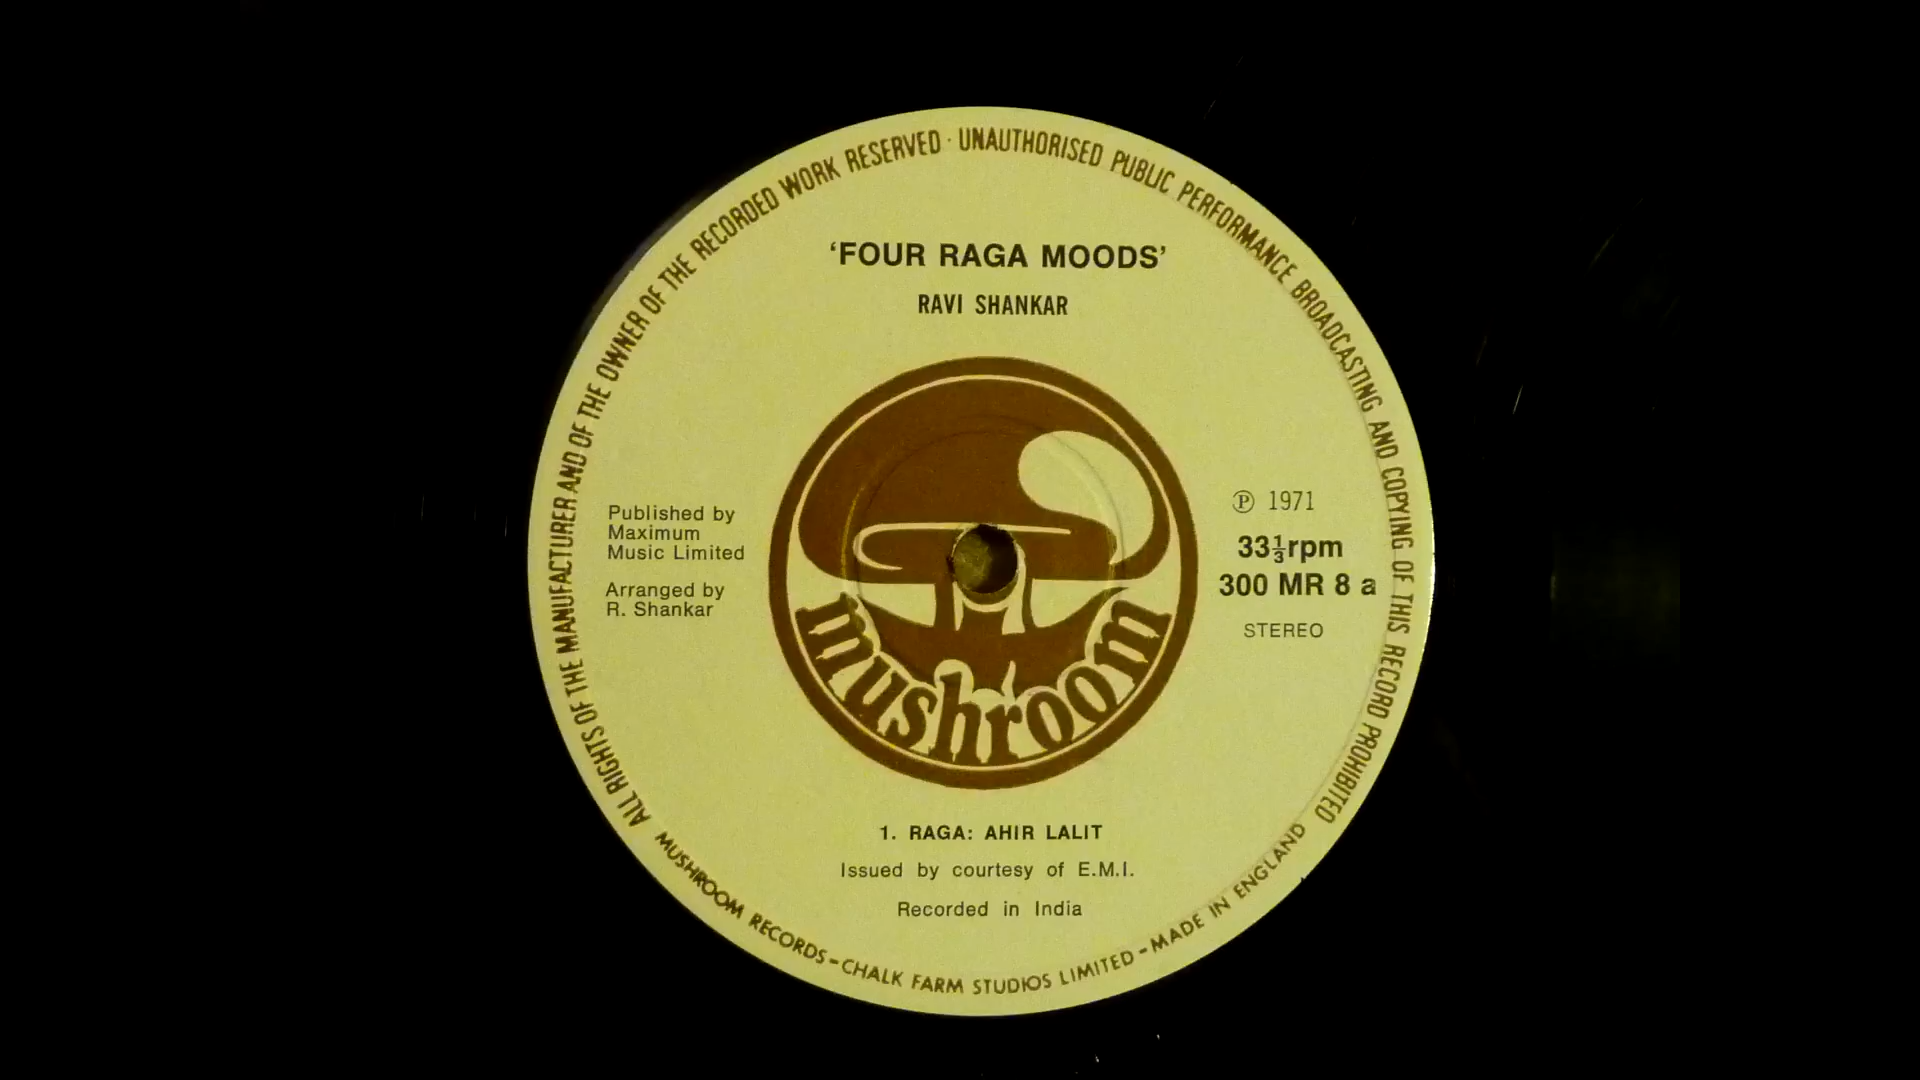 ALL RIGHTS OF THE MANUFACTURER AND OF THE OWNER OF THE RECORDED WORK RESERVED · UNAUTHORISED PUBLIC PERFORMANCE BROADCASTING AND COPYING OF THIS RECORD PROHIBITED
‘FOUR RAGA MOODS’
RAVI SHANKAR
Published by
Maximum
Music Limited
Arranged by
R. Shankar
℗ 1971
33⅓rpm
300 MR 8 a
STEREO
mushroom
1. RAGA: AHIR LALIT
Issued by courtesy of E.M.I.
Recorded in India
MUSHROOM RECORDS-CHALK FARM STUDIOS LIMITED-MADE IN ENGLAND